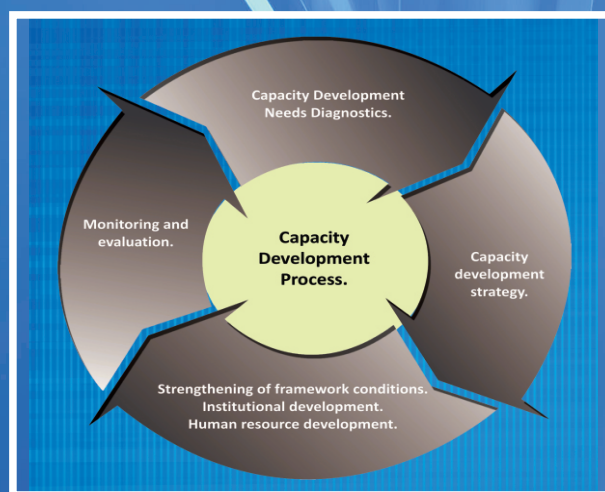 Capacity Development
Needs Diagnostics.
Capacity
development
strategy.
Strengthening of framework conditions.
Institutional development.
Human resource development.
Monitoring and
evaluation.
Capacity
Development
Process.